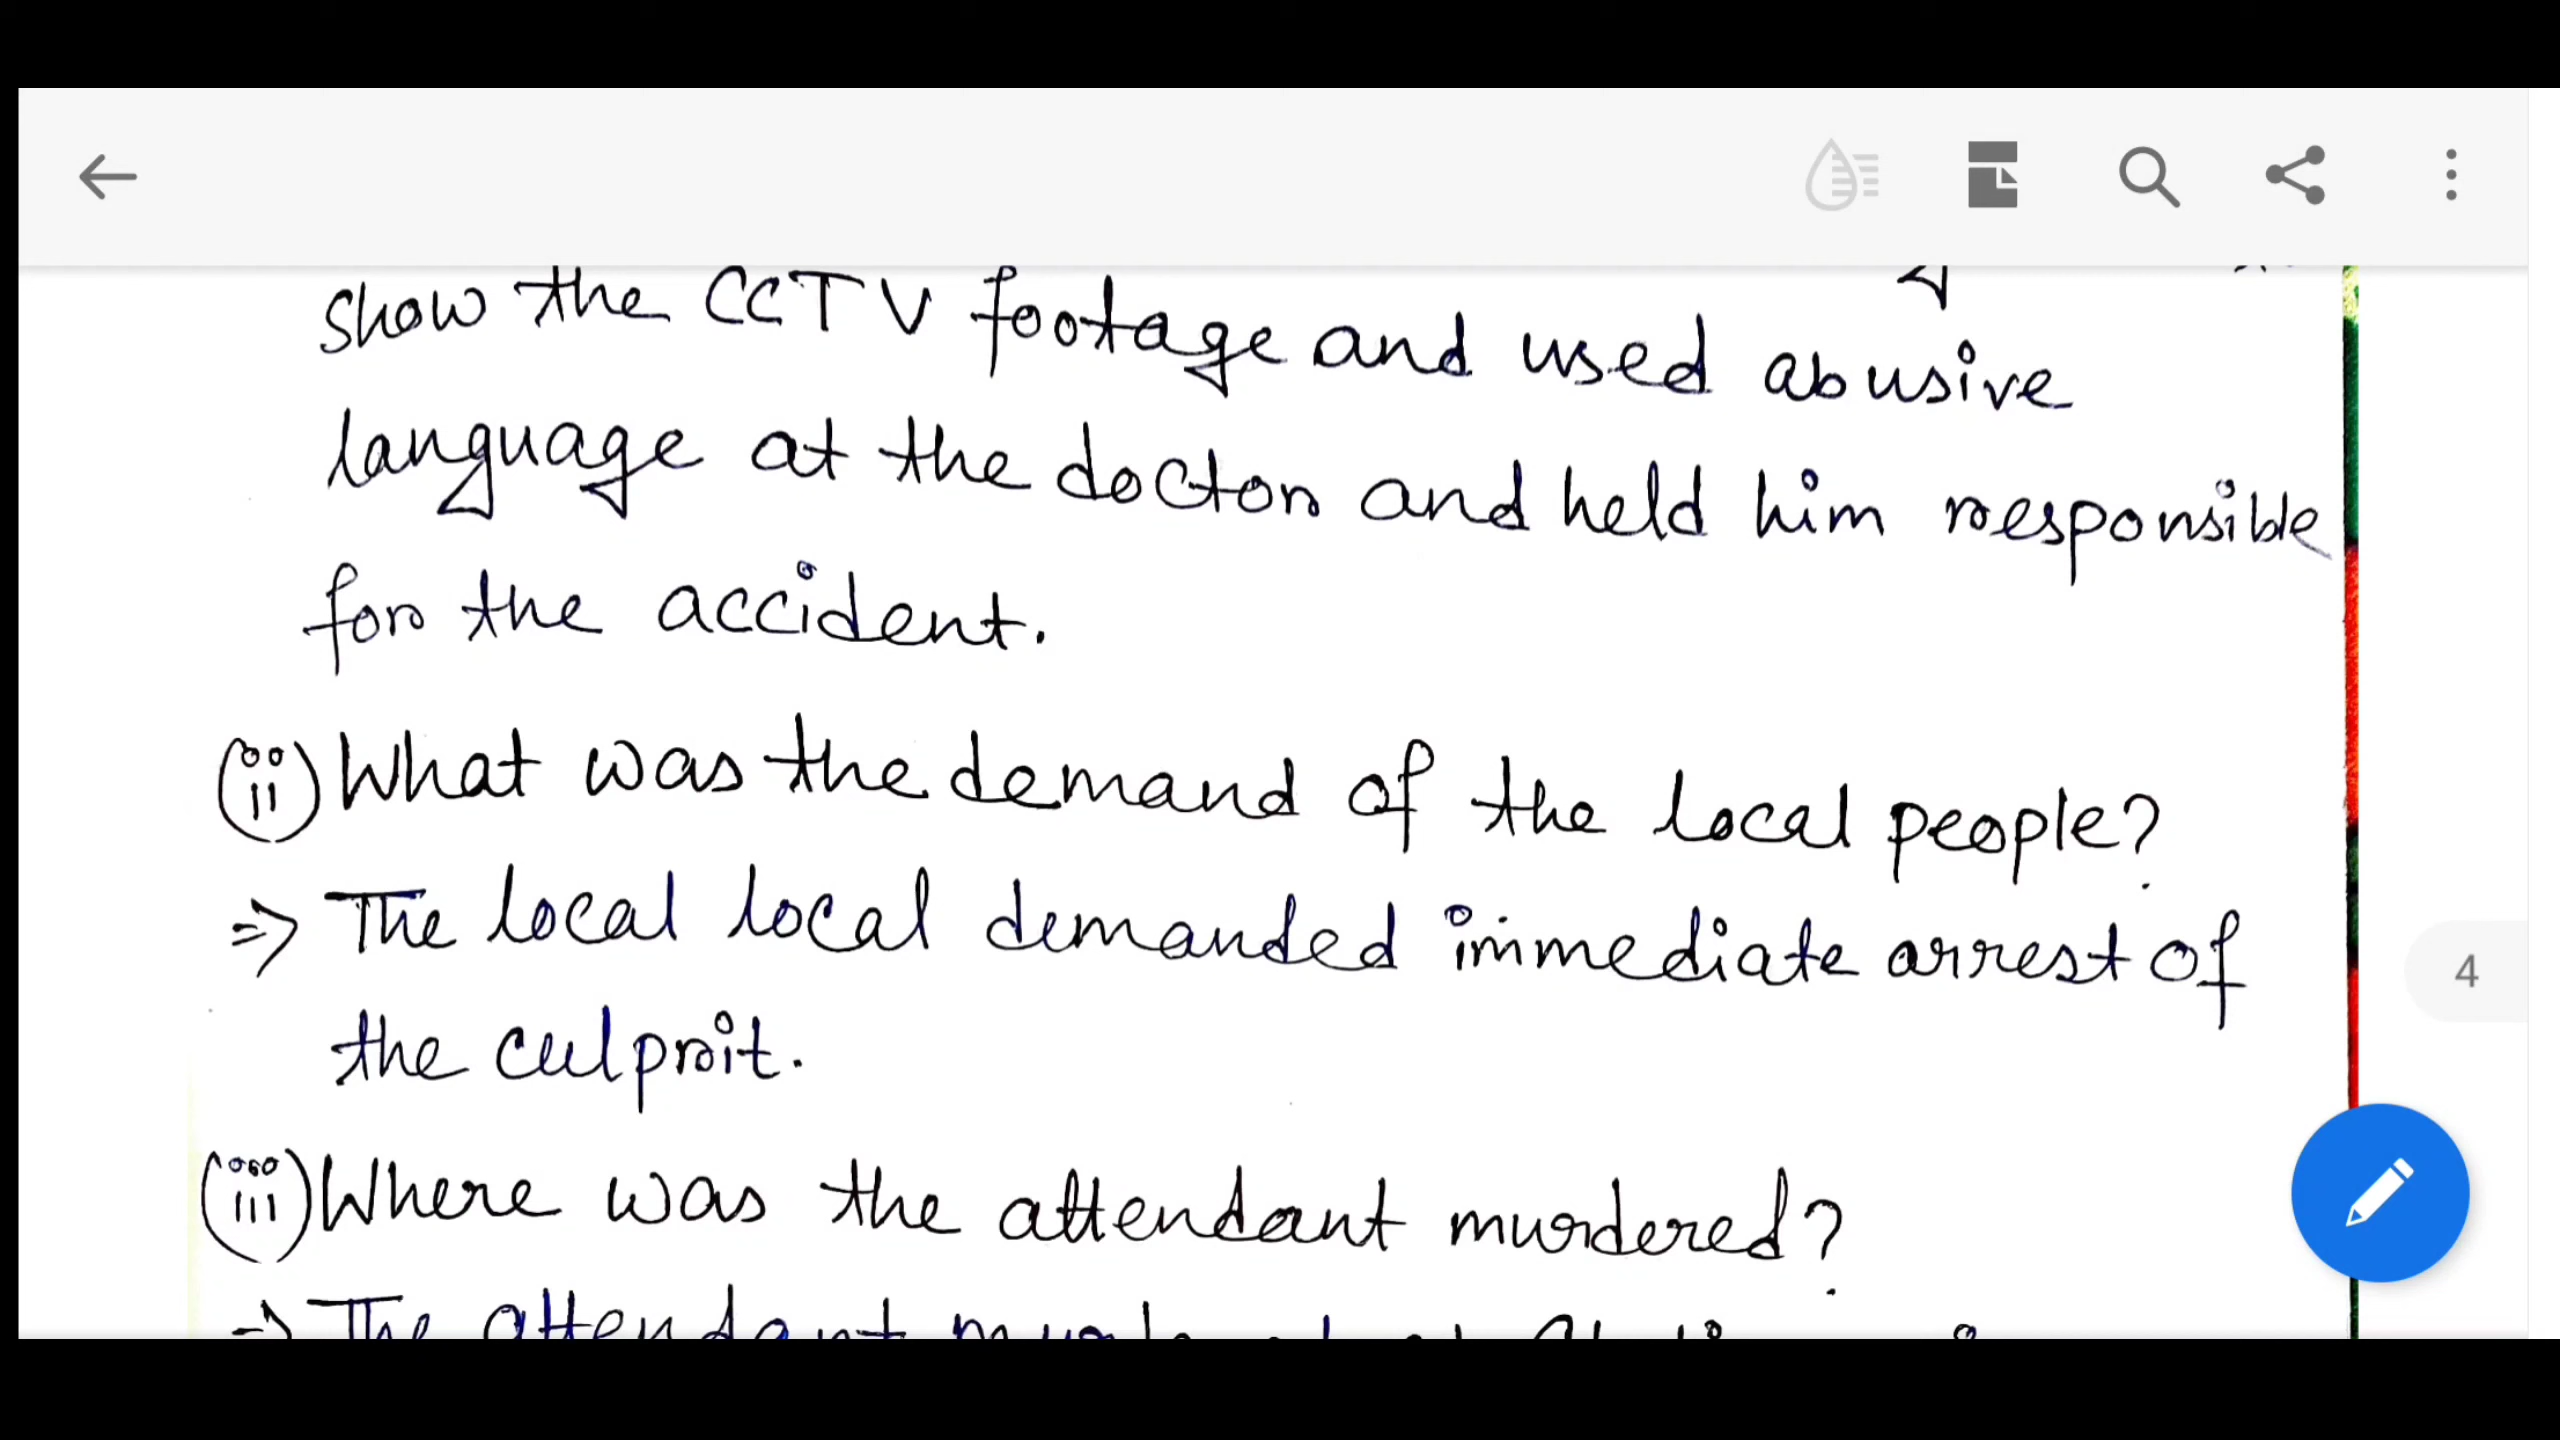 show the CCTV footage and used abusive
language at the doctor and held him responsible
for the accident.
(ii) What was the demand of the local people?
=> The local local demanded immediate arrest of
the culprit.
4
(iii) Where was the attendant murdered?
=> The attendant